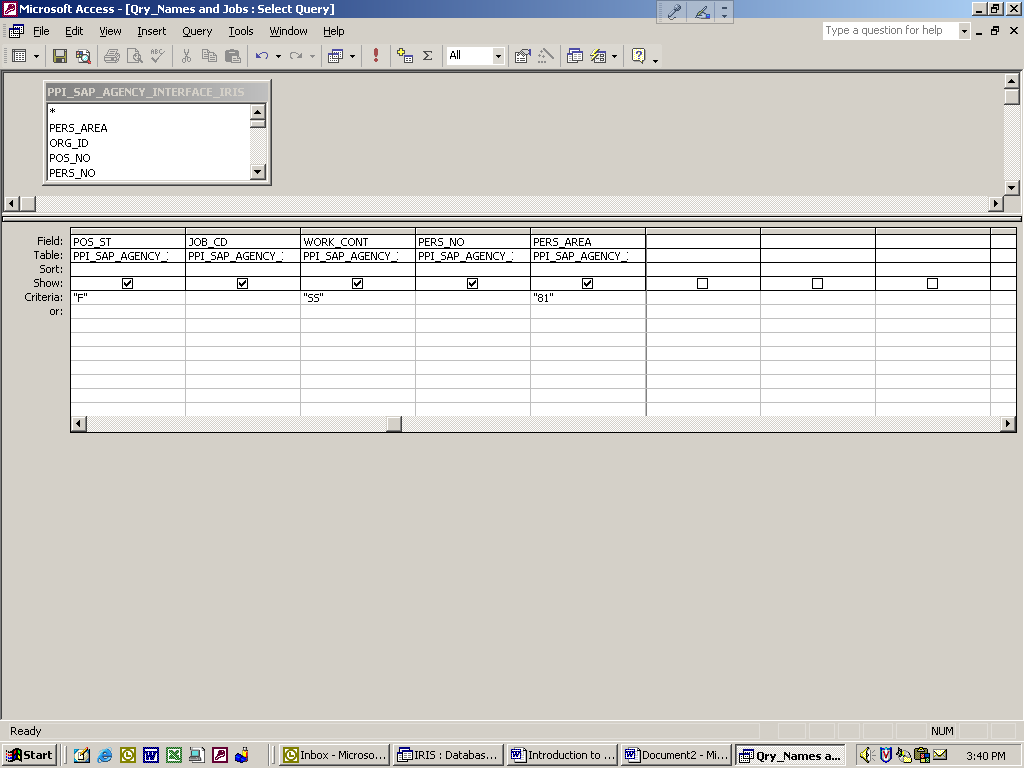 Microsoft Access - [Qry_Names and Jobs : Select Query]
File Edit View Insert Query Tools Window Help
Type a question for help
All
PPI_SAP_AGENCY_INTERFACE_IRIS
*
PERS_AREA
ORG_ID
POS_NO
PERS_NO
Field: POS_ST JOB_CD WORK_CONT PERS_NO PERS_AREA
Table: PPI_SAP_AGENCY_ PPI_SAP_AGENCY_ PPI_SAP_AGENCY_ PPI_SAP_AGENCY_ PPI_SAP_AGENCY_
Sort:
Show:
Criteria: "F" "SS" "81"
or:
Ready
NUM
Start Inbox - Microso... IRIS : Databas... Introduction to ... Document2 - Mi... Qry_Names a... 3:40 PM